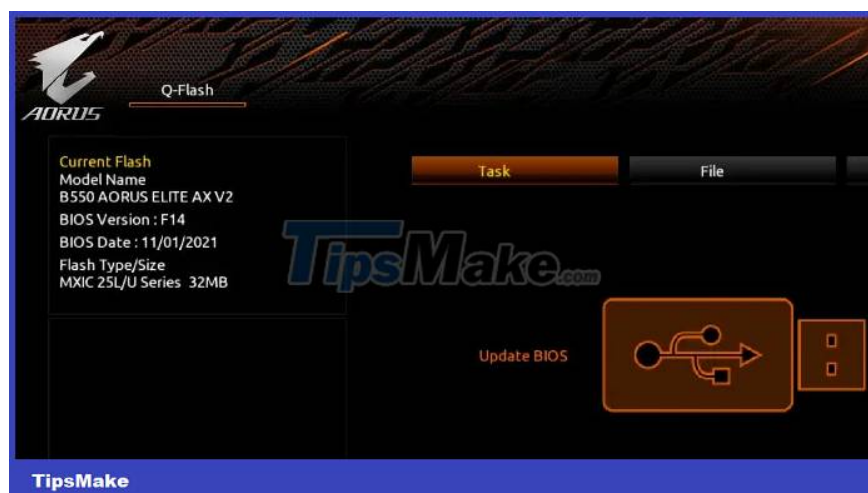 AORUS
Q-Flash
Current Flash
Model Name
B550 AORUS ELITE AX V2
BIOS Version : F14
BIOS Date : 11/01/2021
Flash Type/Size
MXIC 25L/U Series 32MB
Task
File
TipsMake.com
Update BIOS
TipsMake